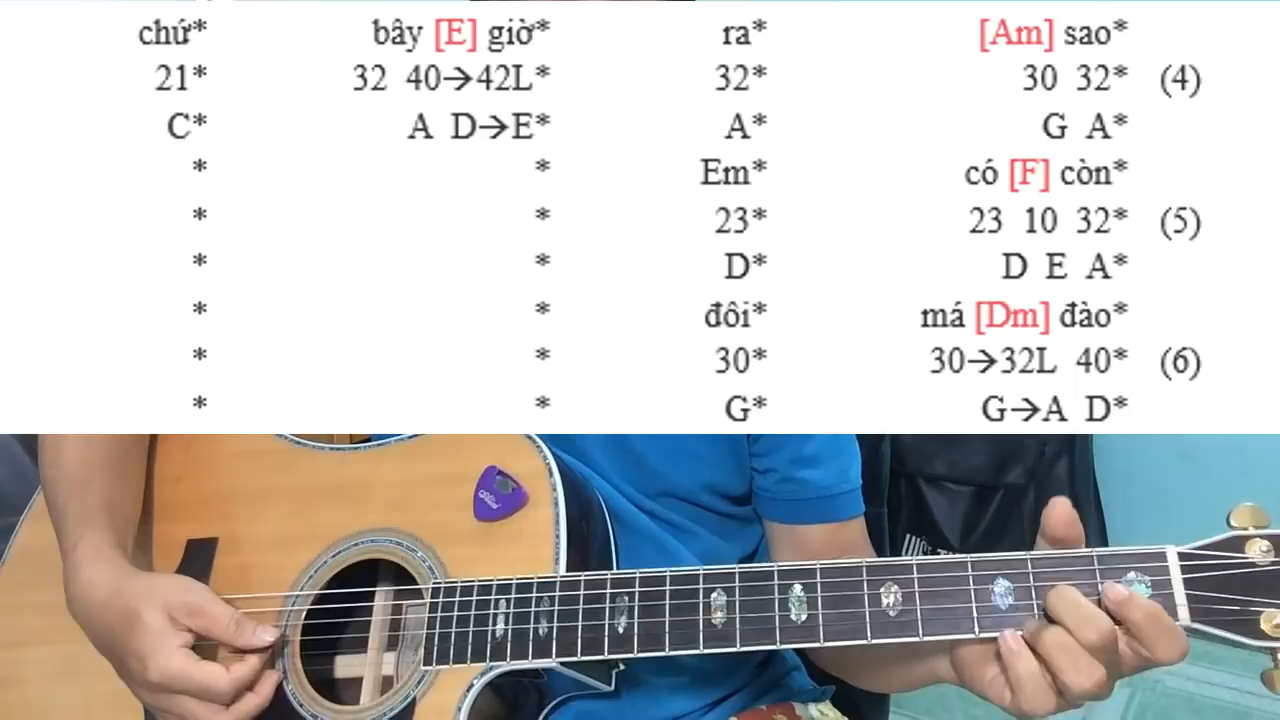 chứ* bây [E] giờ* ra* [Am] sao*
21* 32 40→42L* 32* 30 32* (4)
C* A D→E* A* G A*
* * Em* có [F] còn*
* * 23* 23 10 32* (5)
* * D* D E A*
* * đôi* má [Dm] đào*
* * 30* 30→32L 40* (6)
* * G* G→A D*